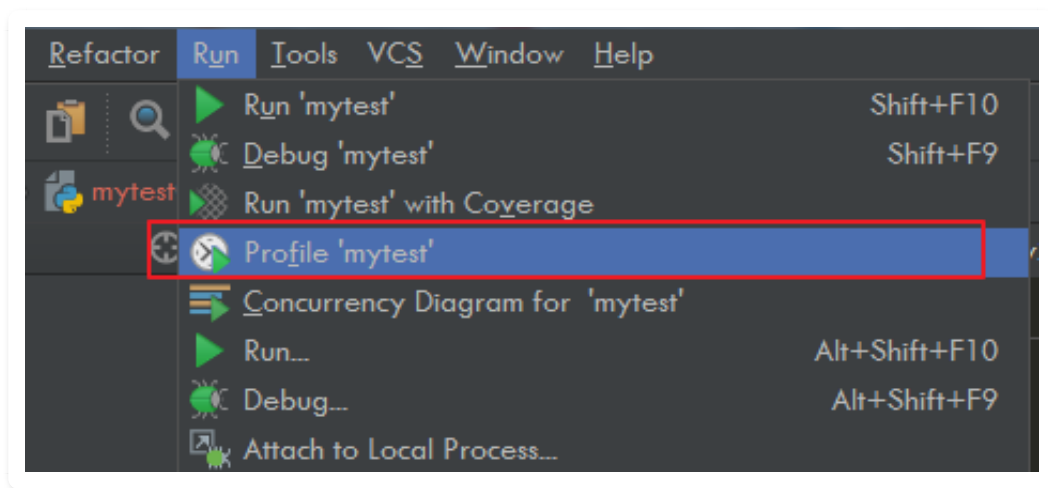 Refactor Run Tools VCS Window Help
Run 'mytest' Shift+F10
Debug 'mytest' Shift+F9
mytest
Run 'mytest' with Coverage
Profile 'mytest'
Concurrency Diagram for 'mytest'
Run... Alt+Shift+F10
Debug... Alt+Shift+F9
Attach to Local Process...